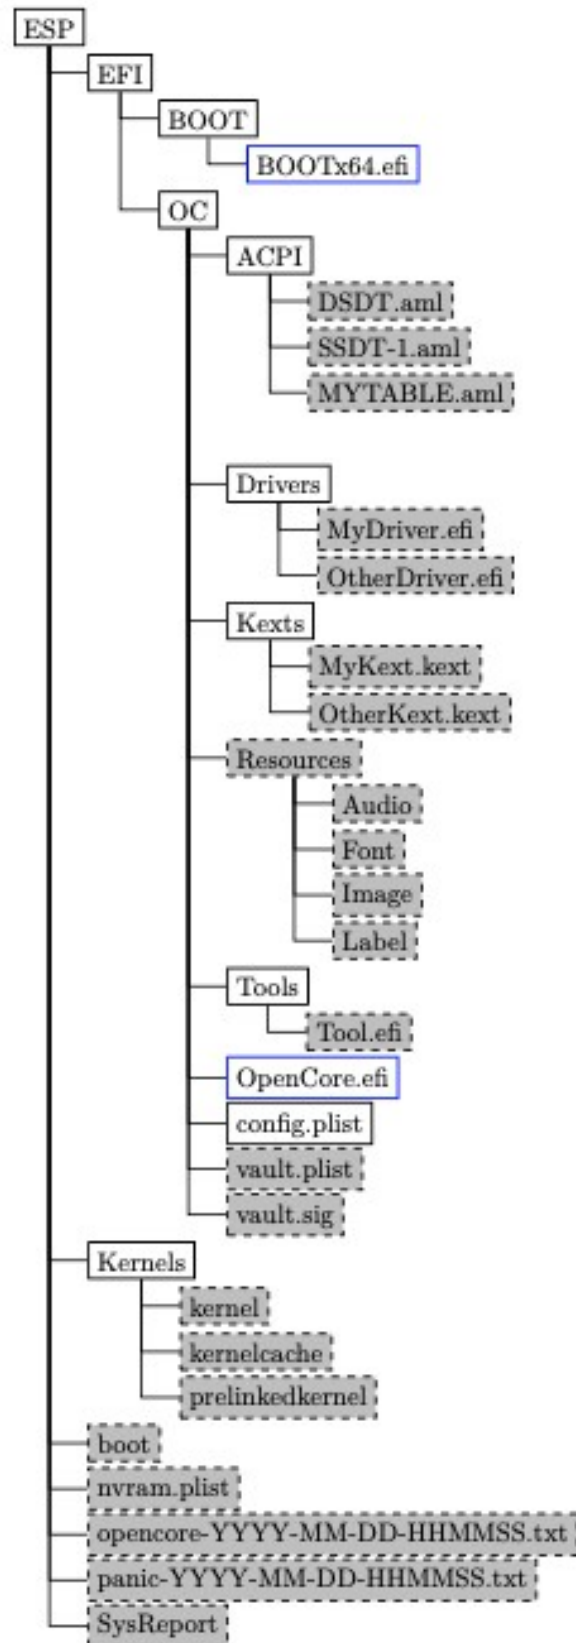 ESP
EFI
BOOT
BOOTx64.efi
OC
ACPI
DSDT.aml
SSDT-1.aml
MYTABLE.aml
Drivers
MyDriver.efi
OtherDriver.efi
Kexts
MyKext.kext
OtherKext.kext
Resources
Audio
Font
Image
Label
Tools
Tool.efi
OpenCore.efi
config.plist
vault.plist
vault.sig
Kernels
kernel
kernelcache
prelinkedkernel
boot
nvram.plist
opencore-YYYY-MM-DD-HHMMSS.txt
panic-YYYY-MM-DD-HHMMSS.txt
SysReport